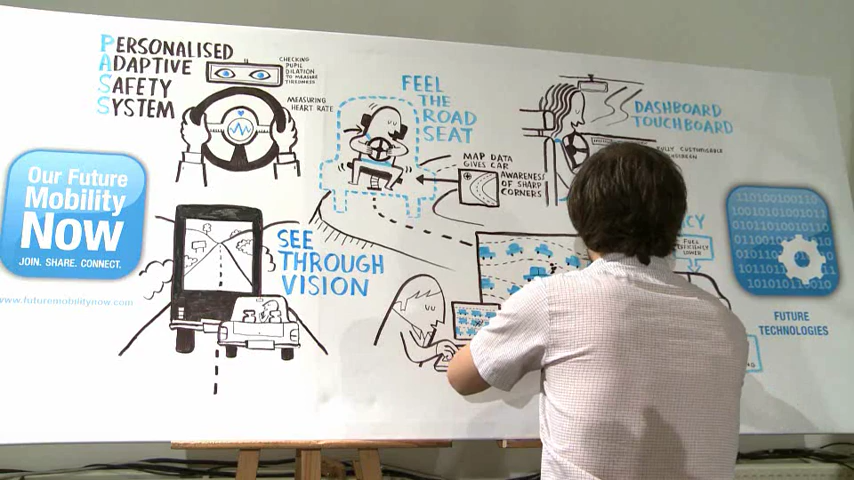 PERSONALISED
ADAPTIVE
SAFETY
SYSTEM
CHECKING
PUPIL
DILATION
TO MEASURE
TIREDNESS
MEASURING
HEART RATE
FEEL
THE
ROAD
SEAT
MAP DATA
GIVES CAR
AWARENESS
OF SHARP
CORNERS
DASHBOARD
TOUCHBOARD
FULLY CUSTOMISABLE
SEE
THROUGH
VISION
FUEL
EFFICIENCY
Our Future
Mobility
Now
JOIN. SHARE. CONNECT.
www.futuremobilitynow.com
FUTURE
TECHNOLOGIES